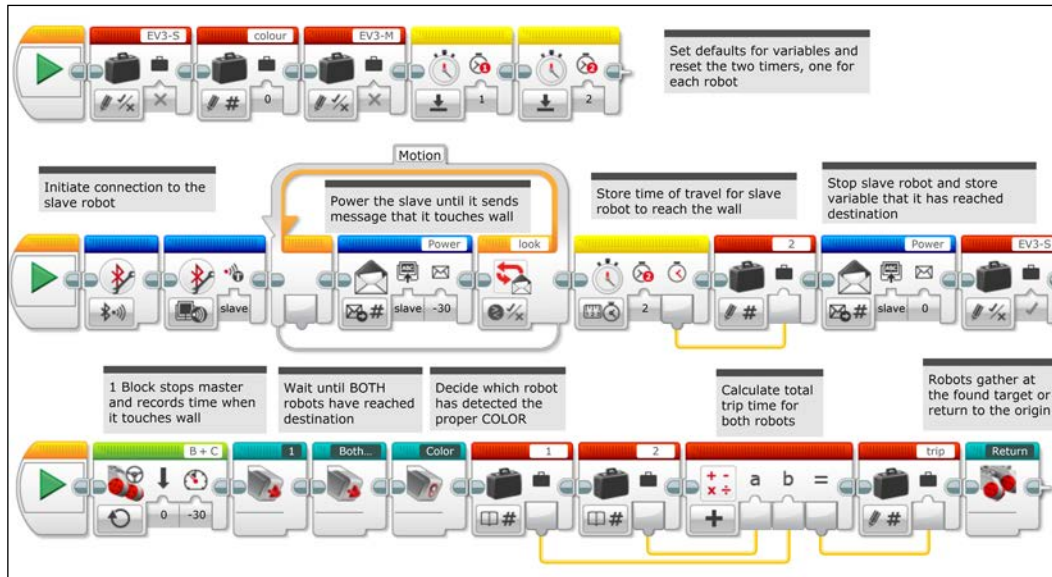 EV3-S
colour
EV3-M
1
2
0
1
2
Set defaults for variables and
reset the two timers, one for
each robot
Motion
Initiate connection to the
slave robot
Power the slave until it sends
message that it touches wall
Store time of travel for slave
robot to reach the wall
Stop slave robot and store
variable that it has reached
destination
Power
look
2
Power
EV3-S
2
#
#
#
slave
slave
-30
2
slave
0
1 Block stops master
and records time when
it touches wall
Wait until BOTH
robots have reached
destination
Decide which robot
has detected the
proper COLOR
Calculate total
trip time for
both robots
Robots gather at
the found target or
return to the origin
B + C
1
Both...
Color
1
2
trip
Return
a b =
0
-30
#
#
#